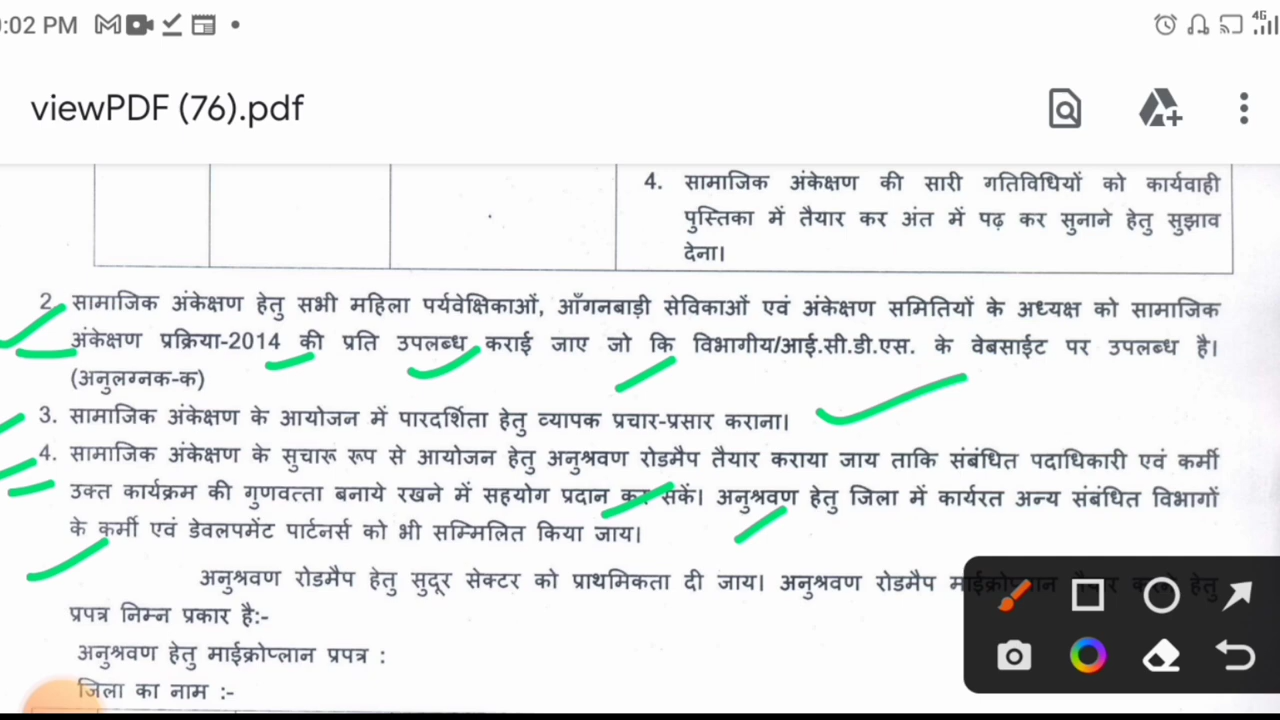 :02 PM
4G
viewPDF (76).pdf
4. सामाजिक अंकेक्षण की सारी गतिविधियों को कार्यवाही
पुस्तिका में तैयार कर अंत में पढ़ कर सुनाने हेतु सुझाव
देना।
2. सामाजिक अंकेक्षण हेतु सभी महिला पर्यवेक्षिकाओं, आँगनबाड़ी सेविकाओं एवं अंकेक्षण समितियों के अध्यक्ष को सामाजिक
अंकेक्षण प्रक्रिया-2014 की प्रति उपलब्ध कराई जाए जो कि विभागीय/आई.सी.डी.एस. के वेबसाईट पर उपलब्ध है।
(अनुलग्नक-क)
3. सामाजिक अंकेक्षण के आयोजन में पारदर्शिता हेतु व्यापक प्रचार-प्रसार कराना।
4. सामाजिक अंकेक्षण के सुचारू रूप से आयोजन हेतु अनुश्रवण रोडमैप तैयार कराया जाय ताकि संबंधित पदाधिकारी एवं कर्मी
उक्त कार्यक्रम की गुणवत्ता बनाये रखने में सहयोग प्रदान कर सकें। अनुश्रवण हेतु जिला में कार्यरत अन्य संबंधित विभागों
के कर्मी एवं डेवलपमेंट पार्टनर्स को भी सम्मिलित किया जाय।
अनुश्रवण रोडमैप हेतु सुदूर सेक्टर को प्राथमिकता दी जाय। अनुश्रवण रोडमैप माईक्रोप्लान तैयार करने हेतु
प्रपत्र निम्न प्रकार है:-
अनुश्रवण हेतु माईक्रोप्लान प्रपत्र :
जिला का नाम :-